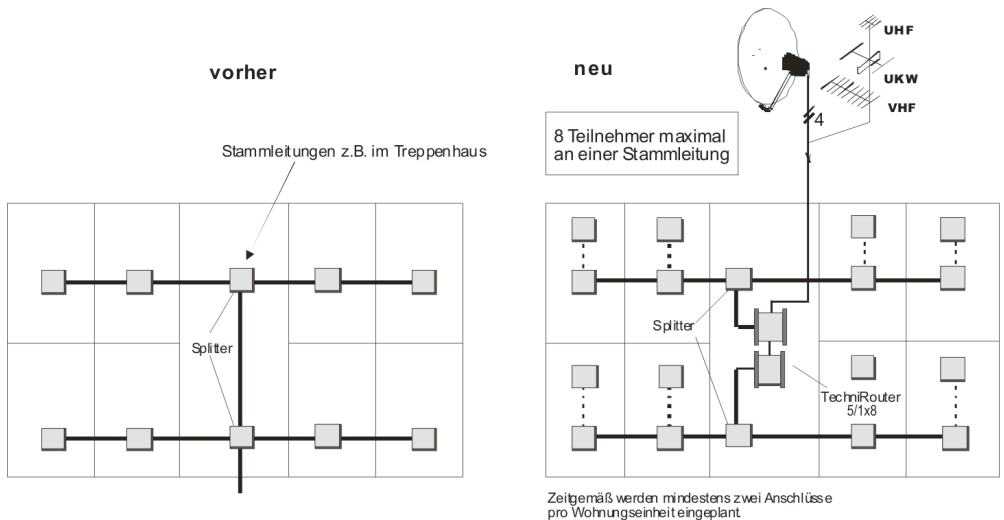 vorher
neu
UHF
UKW
VHF
4
8 Teilnehmer maximal
an einer Stammleitung
Stammleitungen z.B. im Treppenhaus
Splitter
Splitter
TechniRouter
5/1x8
Zeitgemäß werden mindestens zwei Anschlüsse
pro Wohnungseinheit eingeplant.